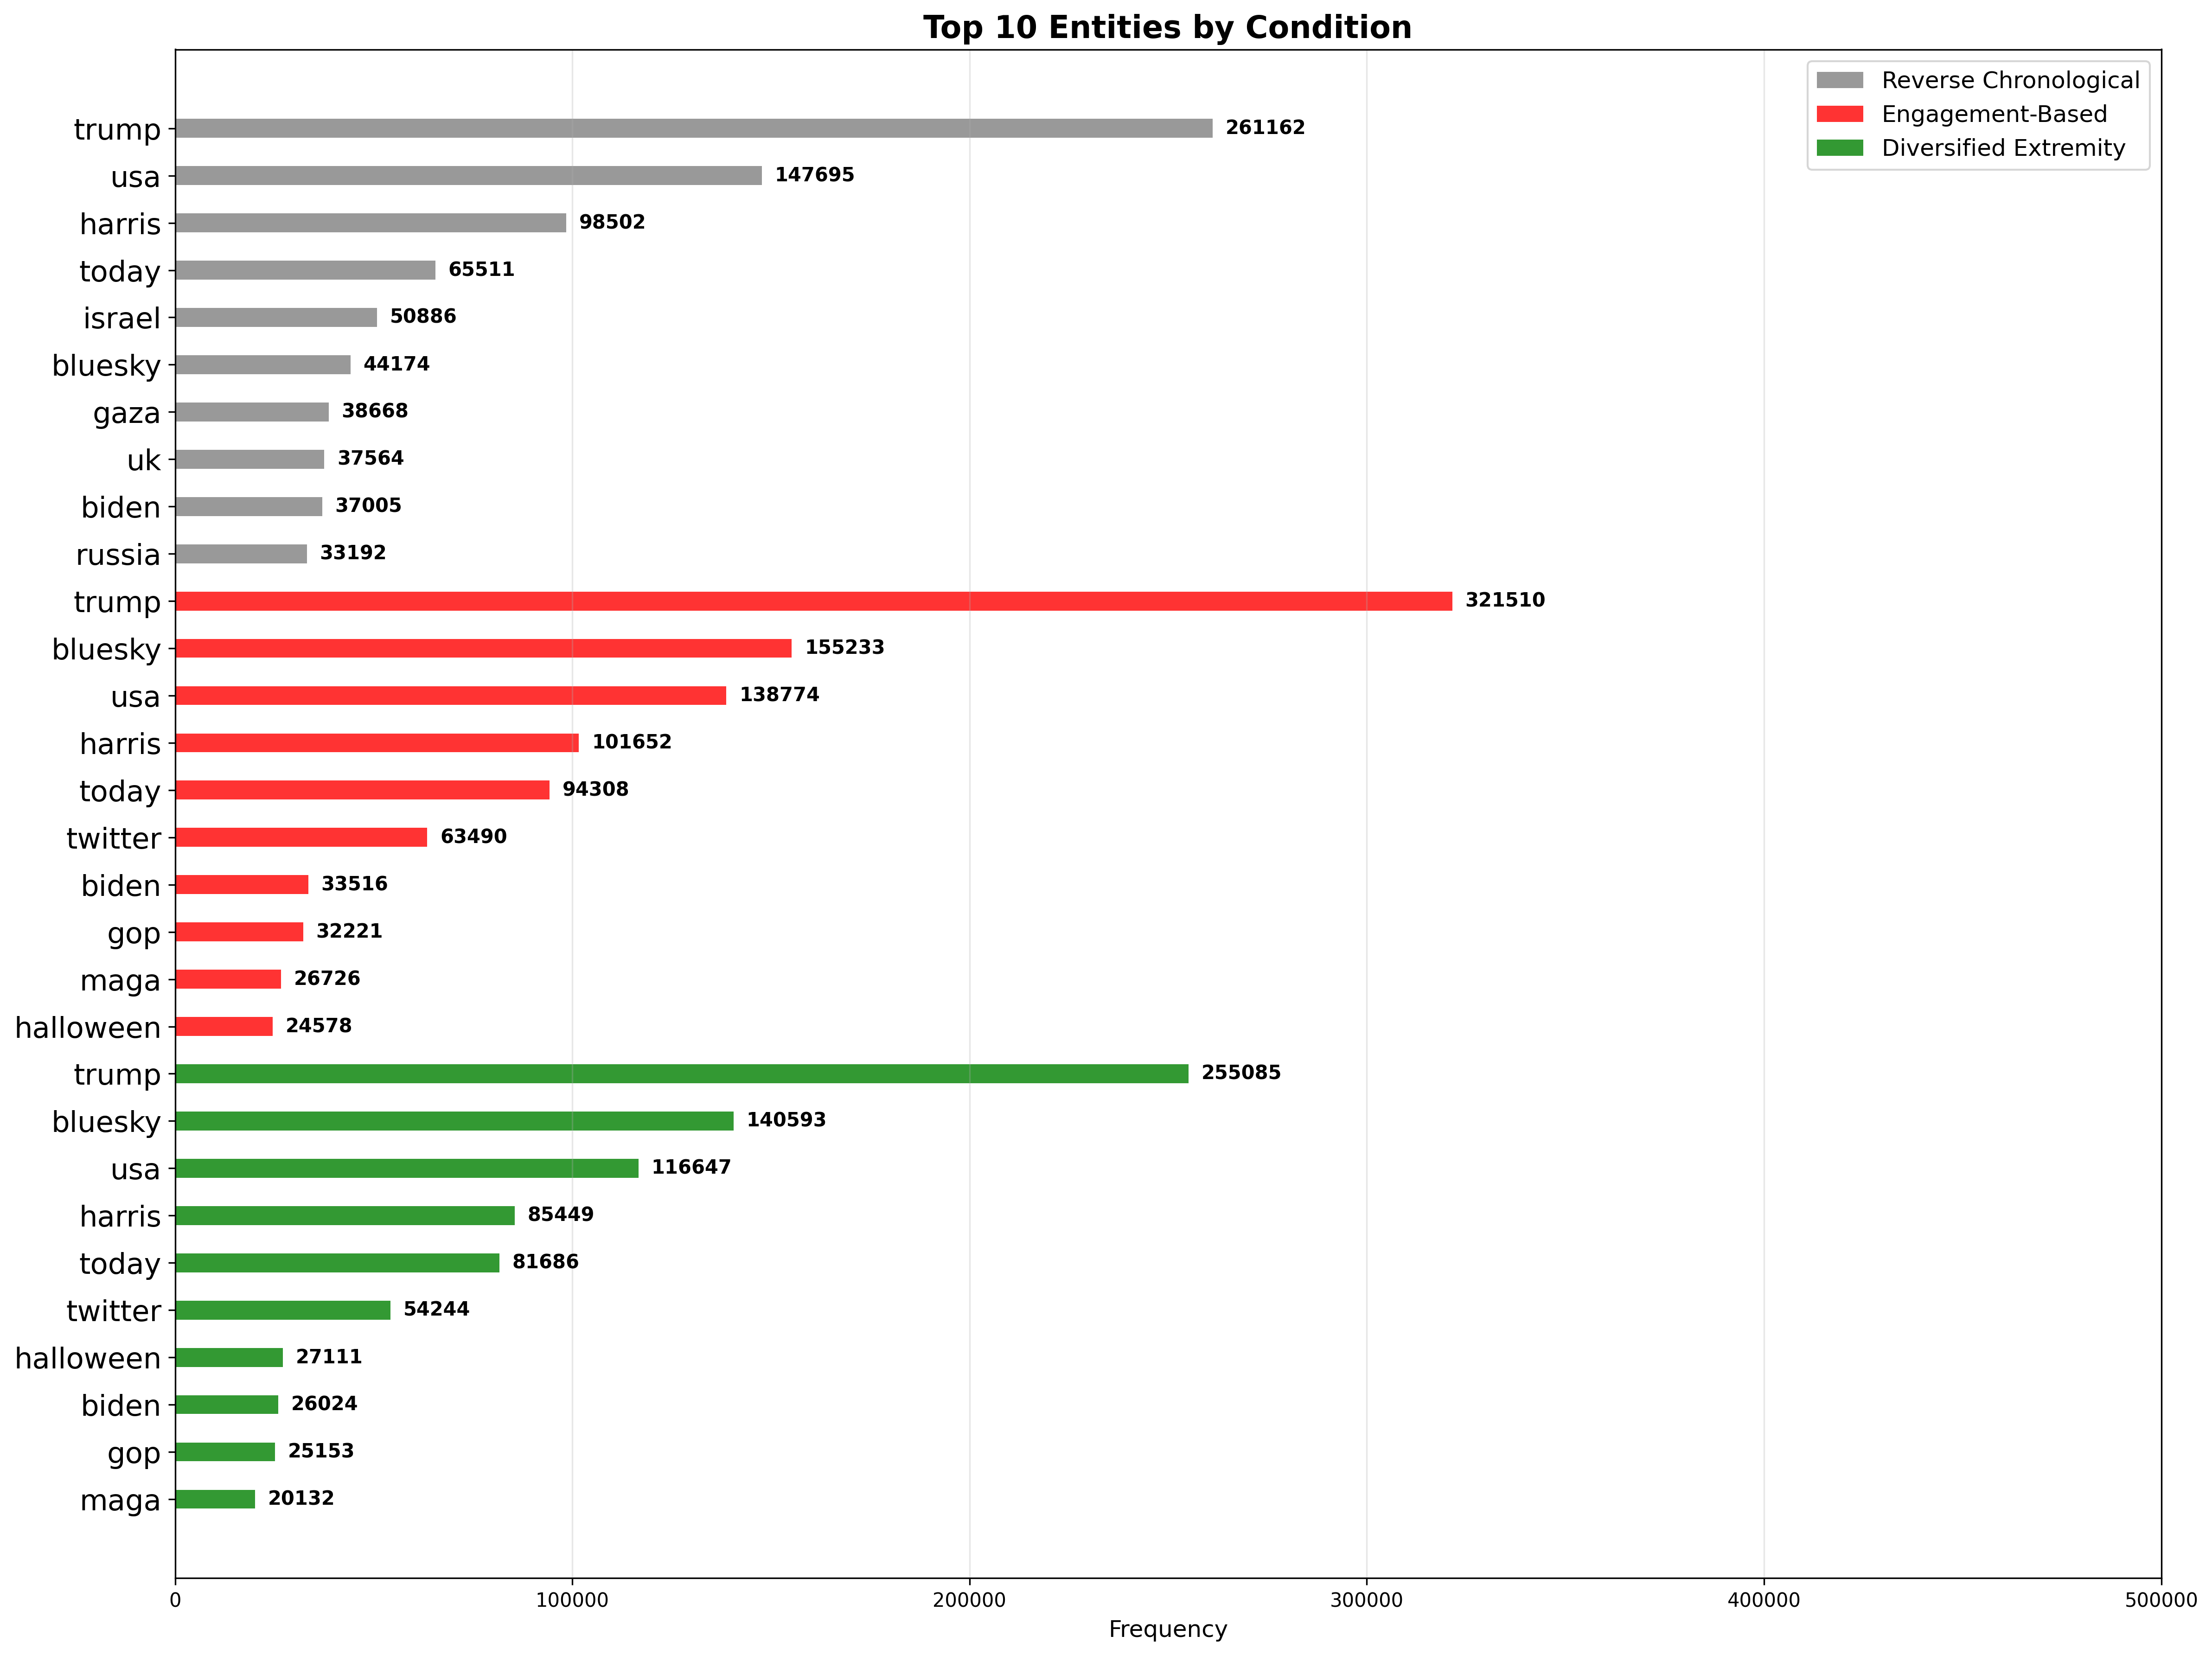 Top 10 Entities by Condition
Reverse Chronological
Engagement-Based
Diversified Extremity
trump 261162
usa 147695
harris 98502
today 65511
israel 50886
bluesky 44174
gaza 38668
uk 37564
biden 37005
russia 33192
trump 321510
bluesky 155233
usa 138774
harris 101652
today 94308
twitter 63490
biden 33516
gop 32221
maga 26726
halloween 24578
trump 255085
bluesky 140593
usa 116647
harris 85449
today 81686
twitter 54244
halloween 27111
biden 26024
gop 25153
maga 20132
0 100000 200000 300000 400000 500000
Frequency